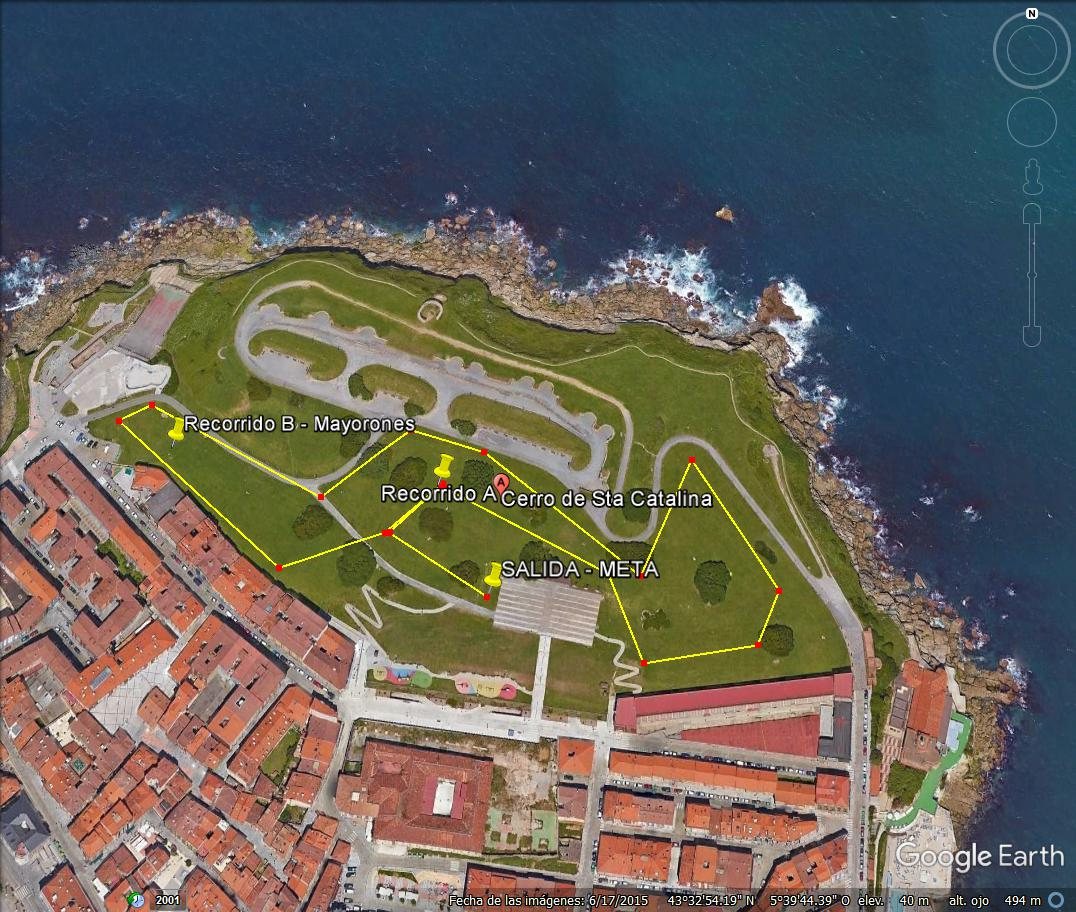 N
Recorrido B - Mayorones
Recorrido A
A
Cerro de Sta Catalina
SALIDA - META
Google Earth
2001
Fecha de las imágenes: 6/17/2015 43°32'54.19" N 5°39'44.39" O elev. 40 m alt. ojo 494 m